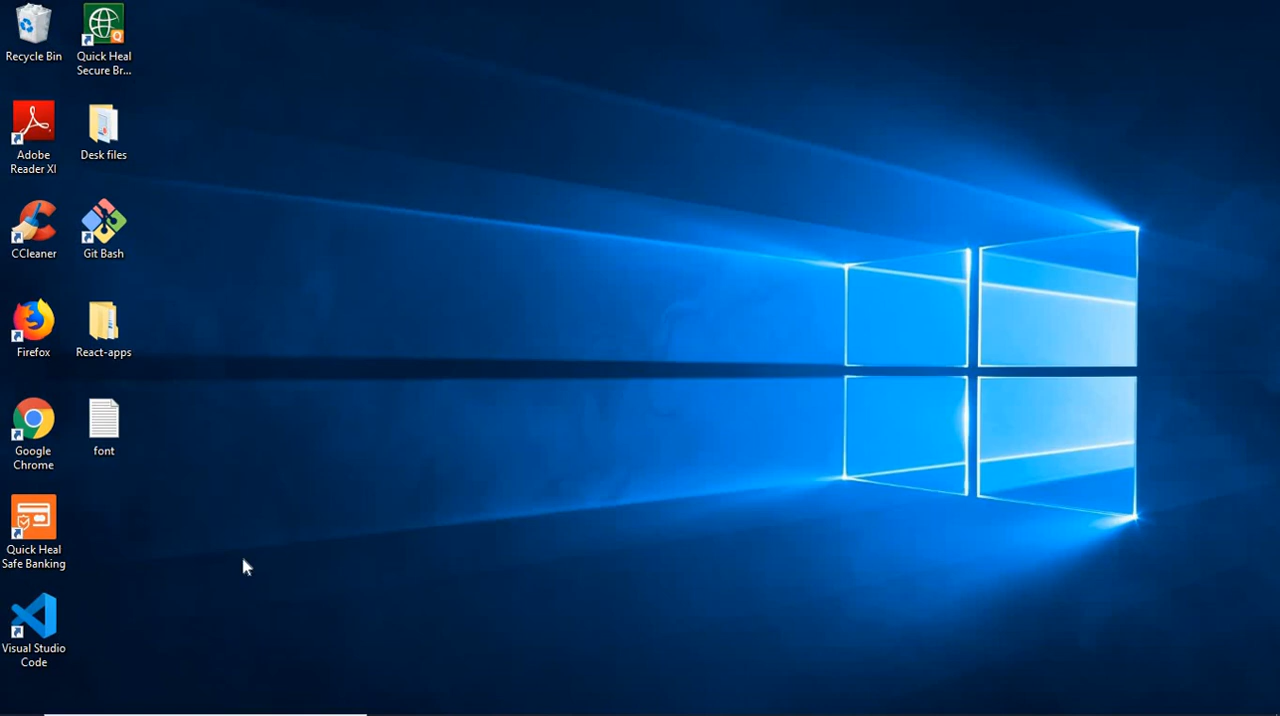 Recycle Bin
Quick Heal
Secure Br...
Adobe
Reader XI
Desk files
CCleaner
Git Bash
Firefox
React-apps
Google
Chrome
font
Quick Heal
Safe Banking
Visual Studio
Code